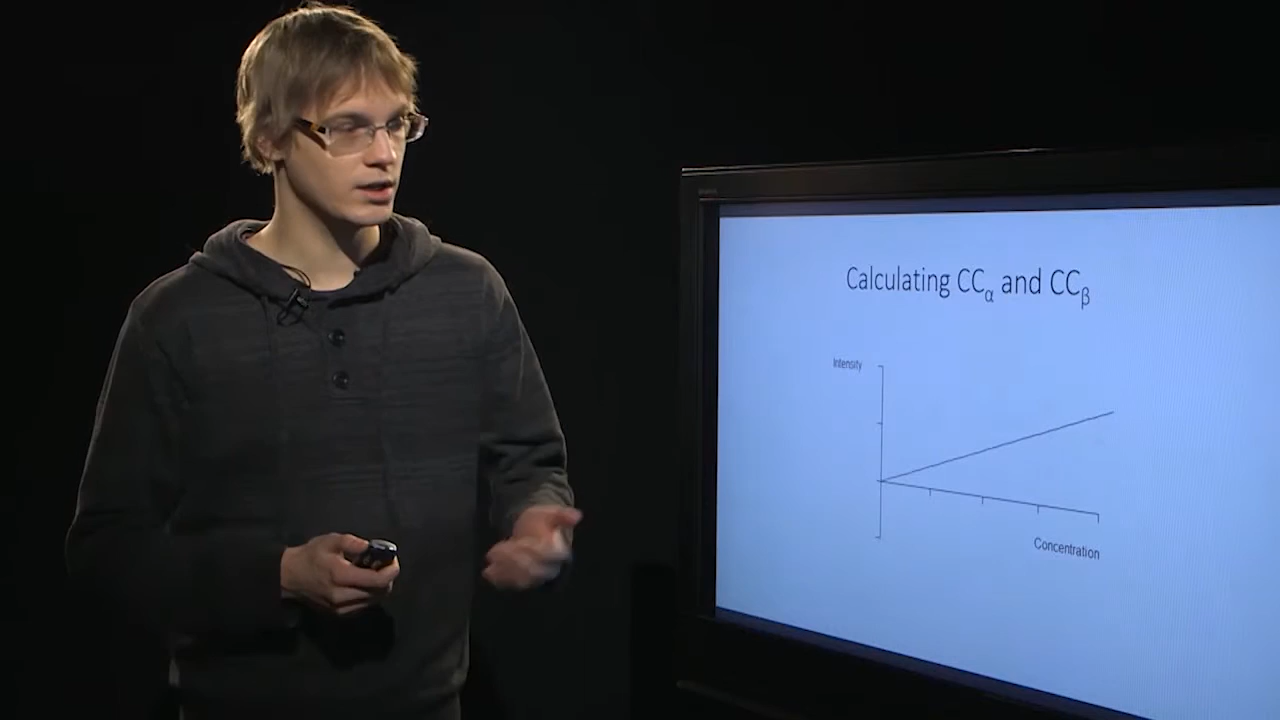 Calculating CCα and CCβ
Intensity
Concentration